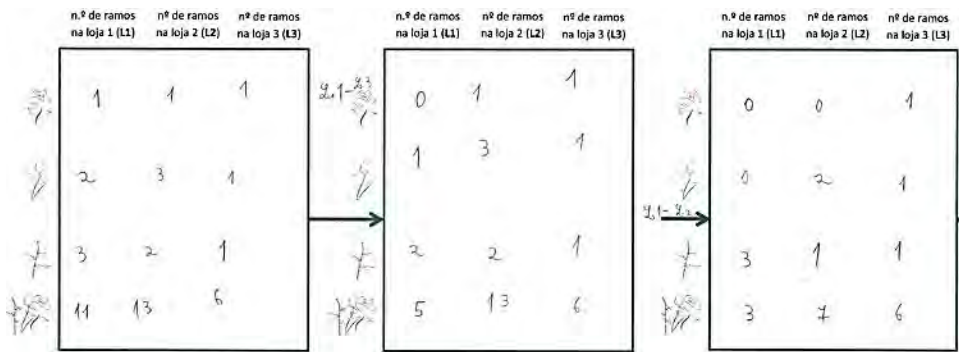 n.º de ramos nº de ramos nº de ramos
na loja 1 (L1) na loja 2 (L2) na loja 3 (L3)
1 1 1
2 3 1
3 2 1
11 13 6
L1-L3
n.º de ramos nº de ramos nº de ramos
na loja 1 (L1) na loja 2 (L2) na loja 3 (L3)
0 1 1
1 3 1
2 2 1
5 13 6
L1-L2
n.º de ramos nº de ramos nº de ramos
na loja 1 (L1) na loja 2 (L2) na loja 3 (L3)
0 0 1
0 2 1
3 1 1
3 7 6